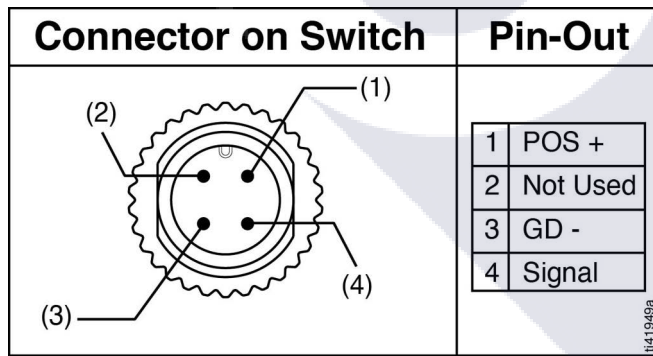 Connector on Switch
Pin-Out
(1)
(2)
(3)
(4)
1 POS +
2 Not Used
3 GD -
4 Signal
ti41949a